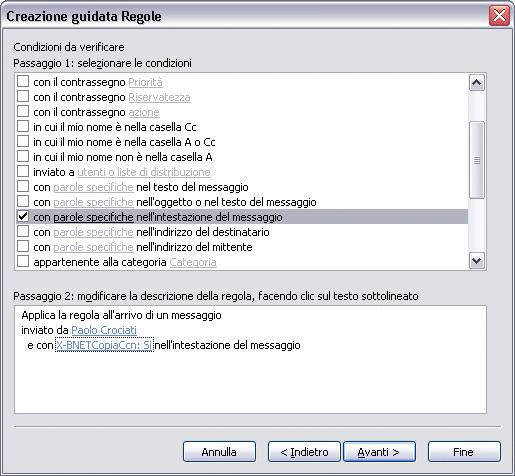 Creazione guidata Regole
Condizioni da verificare
Passaggio 1: selezionare le condizioni
con il contrassegno Priorità
con il contrassegno Riservatezza
con il contrassegno azione
in cui il mio nome è nella casella Cc
in cui il mio nome è nella casella A o Cc
in cui il mio nome non è nella casella A
inviato a utenti o liste di distribuzione
con parole specifiche nel testo del messaggio
con parole specifiche nell'oggetto o nel testo del messaggio
con parole specifiche nell'intestazione del messaggio
con parole specifiche nell'indirizzo del destinatario
con parole specifiche nell'indirizzo del mittente
appartenente alla categoria Categoria
Passaggio 2: modificare la descrizione della regola, facendo clic sul testo sottolineato
Applica la regola all'arrivo di un messaggio
inviato da Paolo Crociati
e con X-BNETCopiaCcn: Si nell'intestazione del messaggio
Annulla
< Indietro
Avanti >
Fine